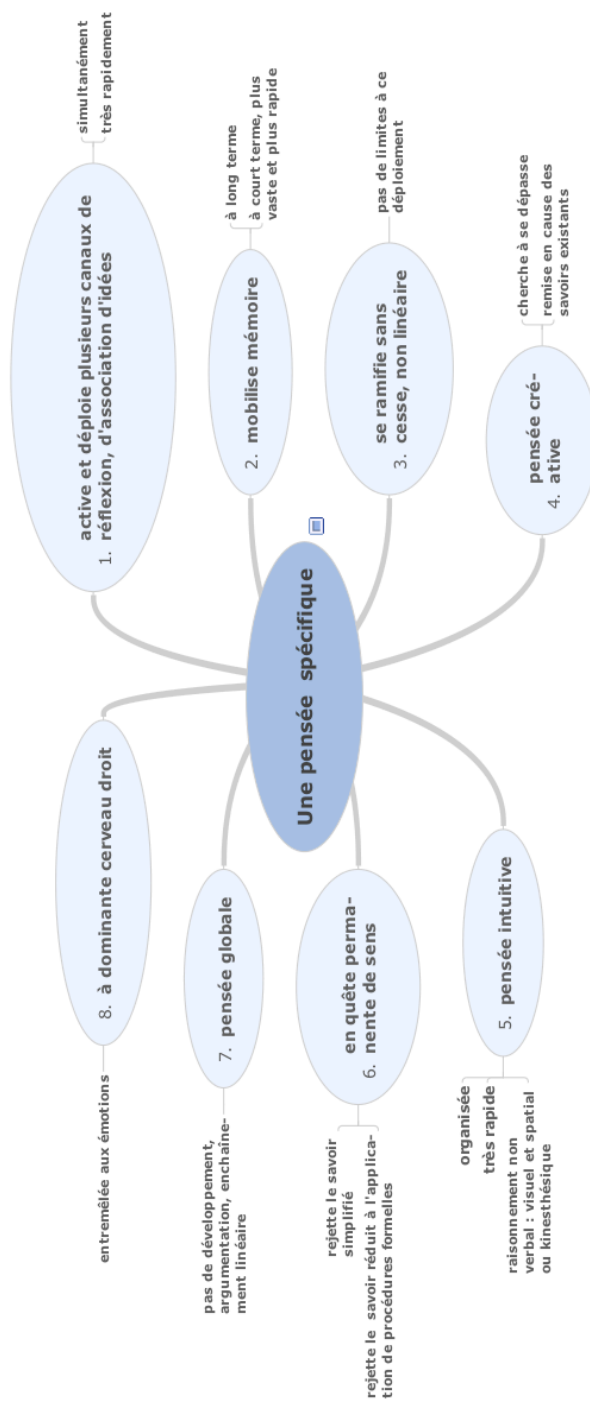 Une pensée  spécifique
1. active et déploie plusieurs canaux de
réflexion, d'association d'idées
simultanément
très rapidement
2. mobilise mémoire
à long terme
à court terme, plus
vaste et plus rapide
se ramifie sans
3. cesse, non linéaire
pas de limites à ce
déploiement
pensée cré-
4. ative
cherche à se dépasse
remise en cause des
savoirs existants
5. pensée intuitive
organisée
très rapide
raisonnement non
verbal : visuel et spatial
ou kinesthésique
en quête perma-
6. nente de sens
rejette le savoir
simplifié
rejette le  savoir réduit à l'applica-
tion de procédures formelles
7. pensée globale
pas de développement,
argumentation, enchaîne-
ment linéaire
8. à dominante cerveau droit
entremêlée aux émotions